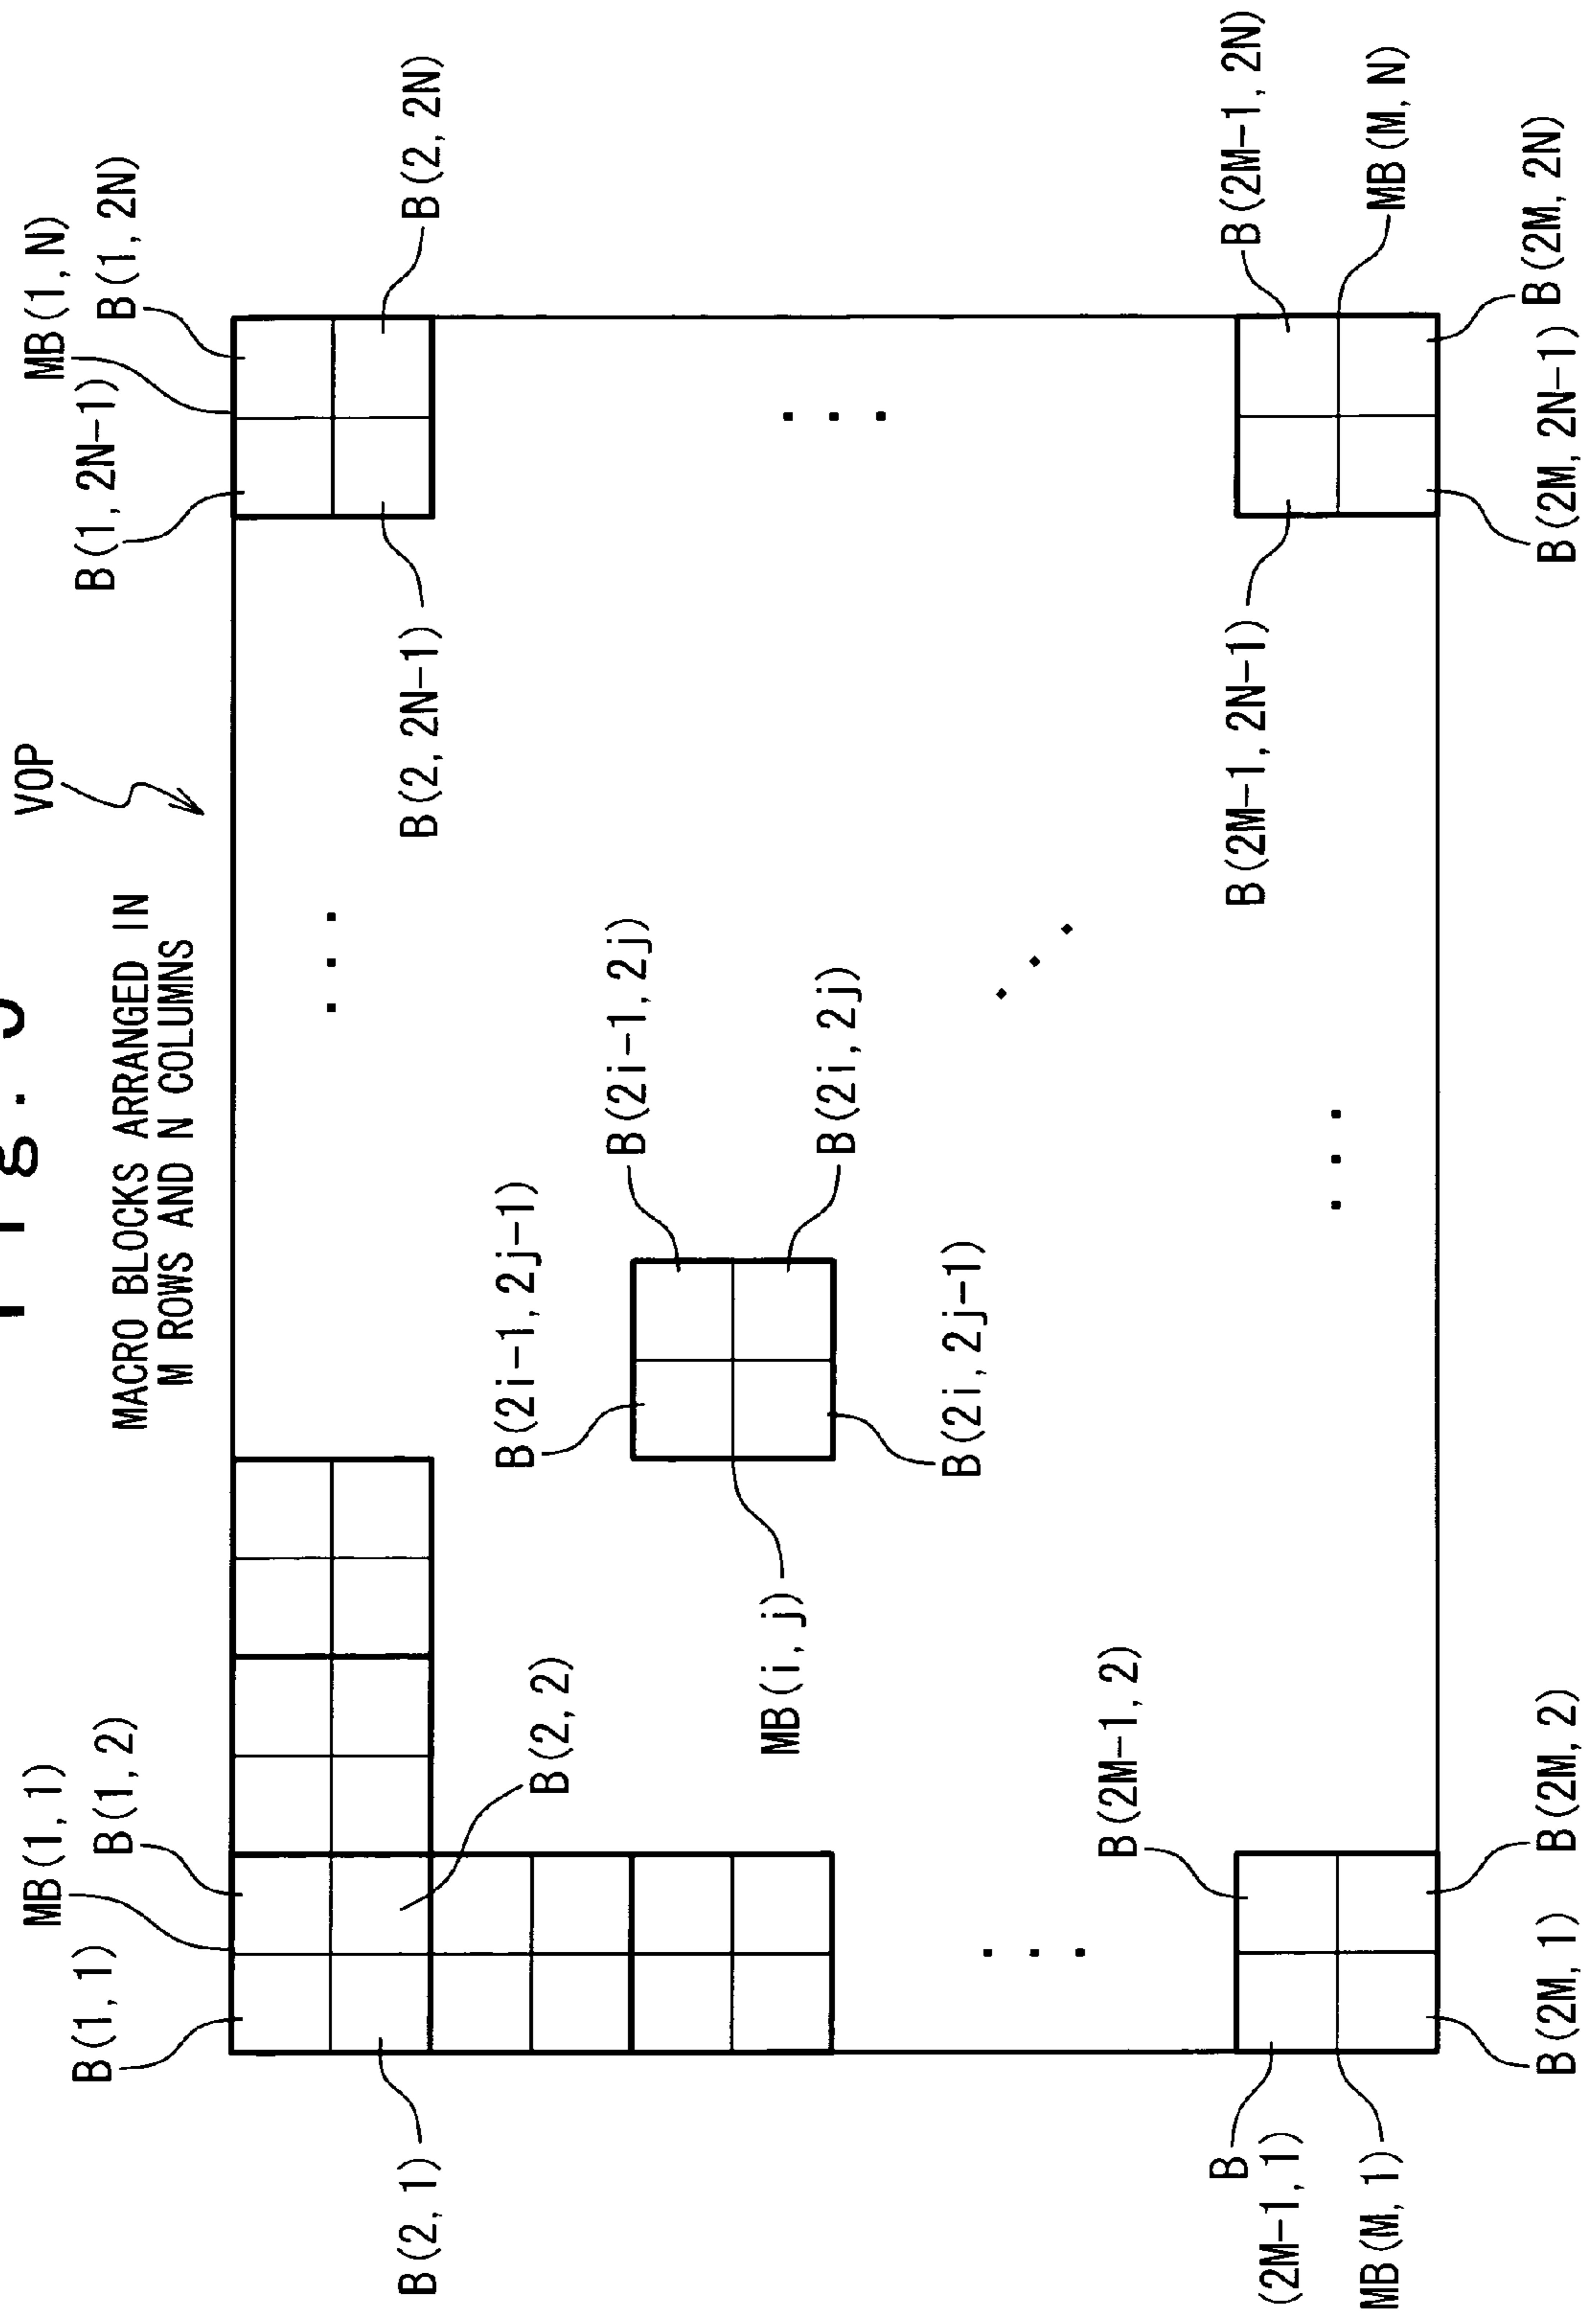 MACRO BLOCKS ARRANGED IN
M ROWS AND N COLUMNS
VOP
MB(1,1)
B(1,1)
B(1,2)
B(2,1)
B(2,2)
MB(1,N)
B(1,2N-1)
B(1,2N)
B(2,2N-1)
B(2,2N)
B(2i-1,2j-1)
B(2i-1,2j)
MB(i,j)
B(2i,2j)
B(2i,2j-1)
B(2M-1,2)
B
(2M-1,1)
MB(M,1)
B(2M,1)
B(2M,2)
B(2M-1,2N-1)
B(2M-1,2N)
MB(M,N)
B(2M,2N-1)
B(2M,2N)